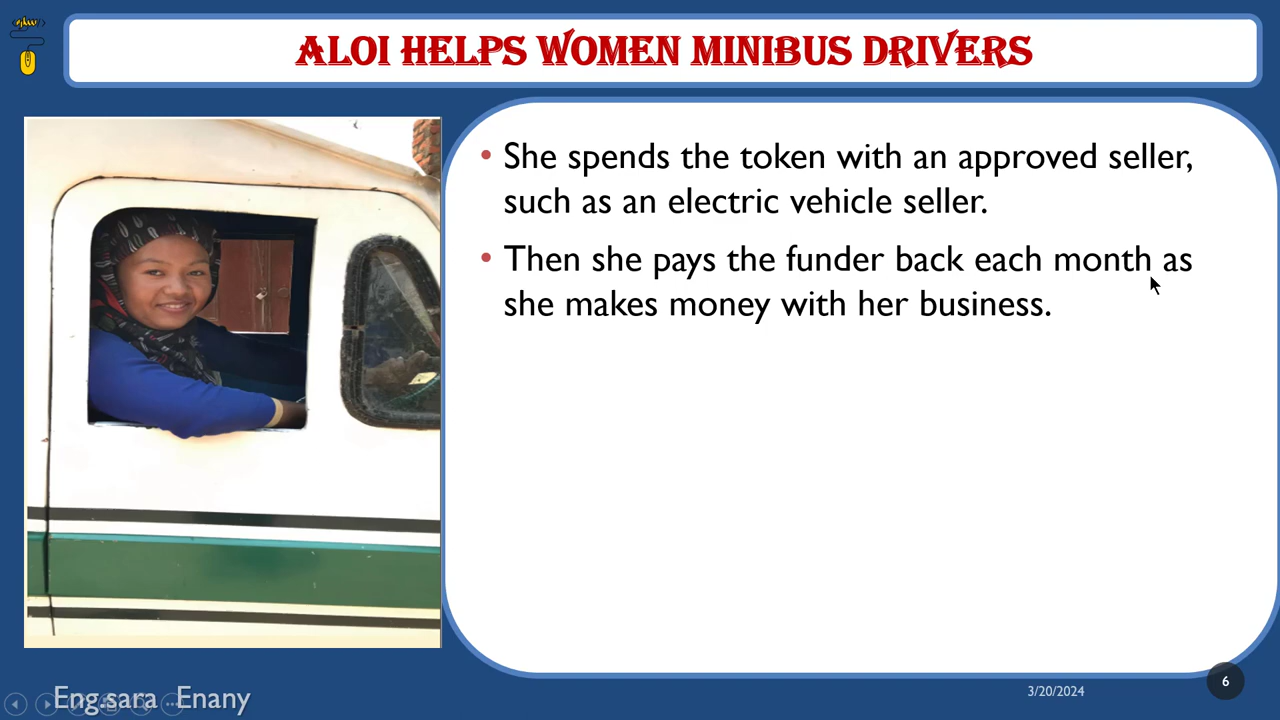 ALOI HELPS WOMEN MINIBUS DRIVERS
• She spends the token with an approved seller,
such as an electric vehicle seller.
• Then she pays the funder back each month as
she makes money with her business.
Eng.sara Enany
3/20/2024
6